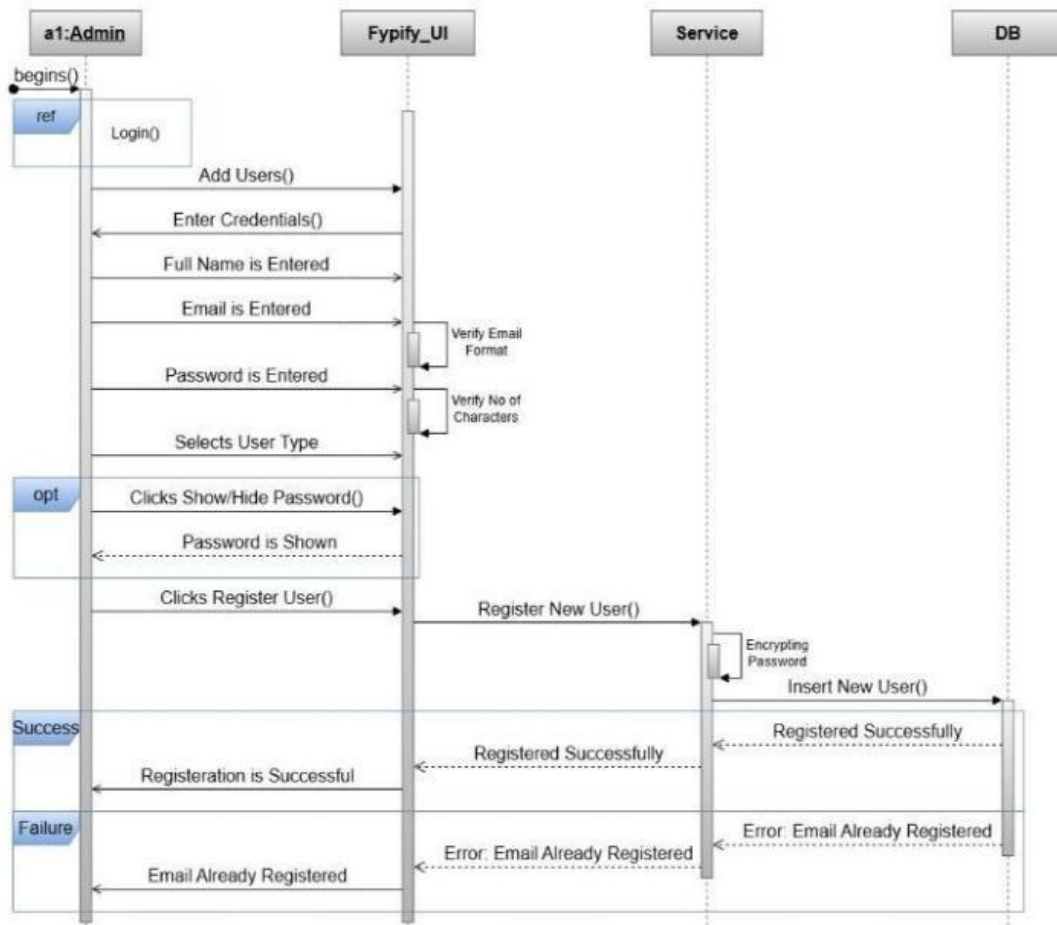 a1:Admin
Fypify_UI
Service
DB
begins()
ref
Login()
Add Users()
Enter Credentials()
Full Name is Entered
Email is Entered
Verify Email
Format
Password is Entered
Verify No of
Characters
Selects User Type
opt
Clicks Show/Hide Password()
Password is Shown
Clicks Register User()
Register New User()
Encrypting
Password
Insert New User()
Success
Registered Successfully
Registered Successfully
Registeration is Successful
Failure
Error: Email Already Registered
Error: Email Already Registered
Email Already Registered